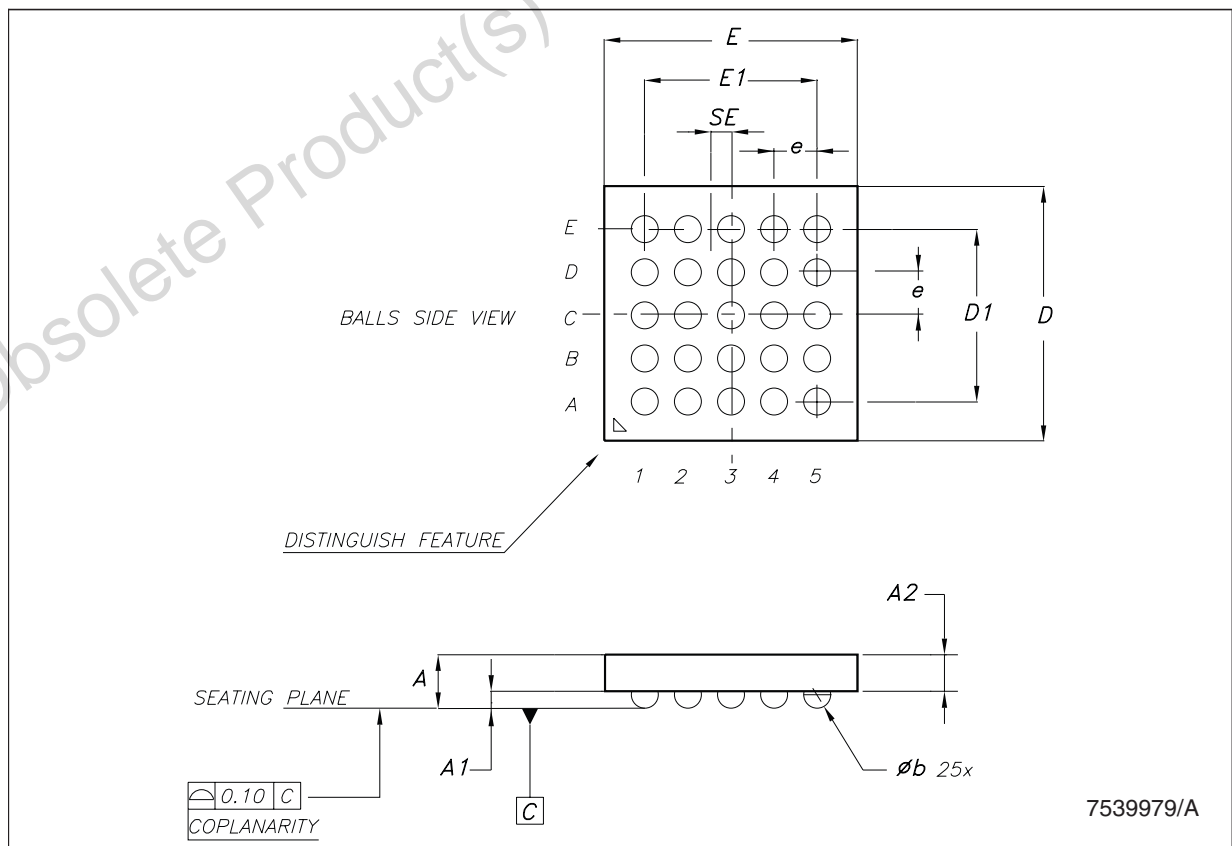 Obsolete Product(s)
E
E1
SE
e
E
D
BALLS SIDE VIEW
C
B
A
e
D1
D
1 2 3 4 5
DISTINGUISH FEATURE
A2
A
SEATING PLANE
A1
C
Øb 25x
0.10 C
COPLANARITY
7539979/A